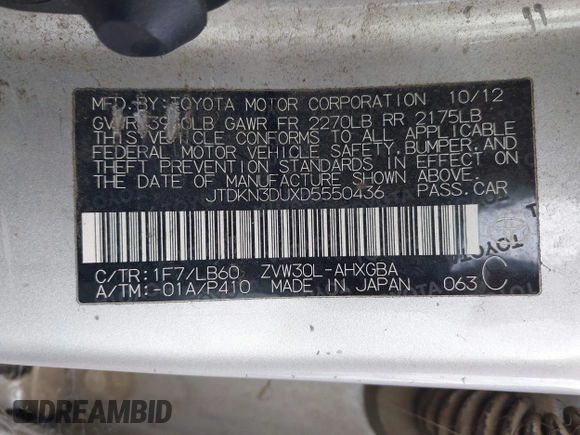 MFD. BY: TOYOTA MOTOR CORPORATION 10/12
GAWR FR 2270LB RR 2175LB
THIS VEHICLE CONFORMS TO ALL APPLICABLE
FEDERAL MOTOR VEHICLE SAFETY, BUMPER, AND
THEFT PREVENTION STANDARDS IN EFFECT ON
THE DATE OF MANUFACTURE SHOWN ABOVE.
JTDKN3DUXD5550436 PASS. CAR
C/TR: 1F7/LB60 ZVW30L-AHXGBA
A/TM: -01A/P410 MADE IN JAPAN 063 C
TOYOTA
DREAMBID